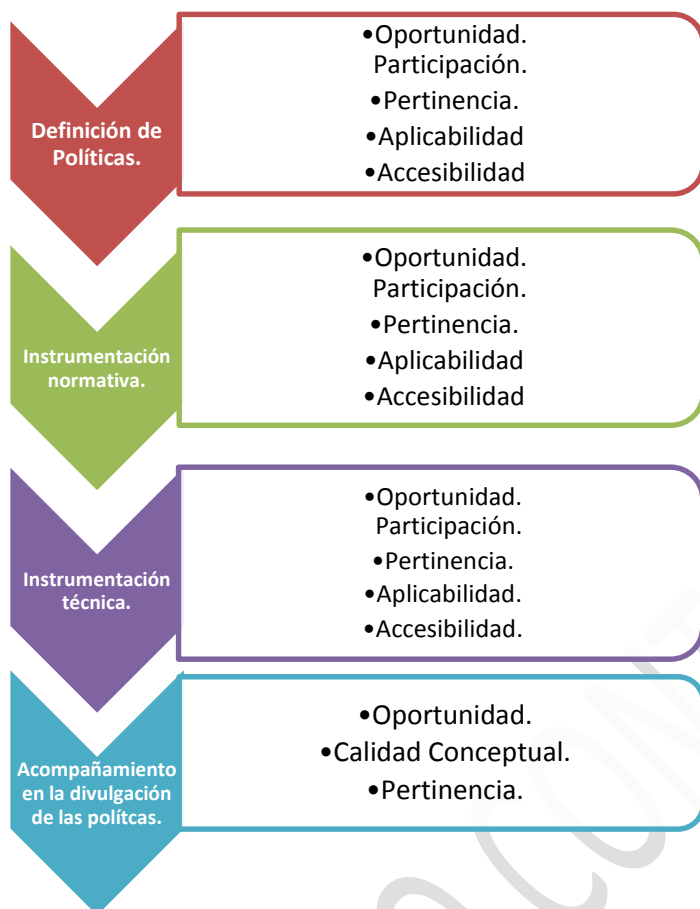 Definición de
Políticas.
•Oportunidad.
Participación.
•Pertinencia.
•Aplicabilidad
•Accesibilidad
Instrumentación
normativa.
•Oportunidad.
Participación.
•Pertinencia.
•Aplicabilidad
•Accesibilidad
Instrumentación
técnica.
•Oportunidad.
Participación.
•Pertinencia.
•Aplicabilidad.
•Accesibilidad.
Acompañamiento
en la divulgación
de las polítcas.
•Oportunidad.
•Calidad Conceptual.
•Pertinencia.